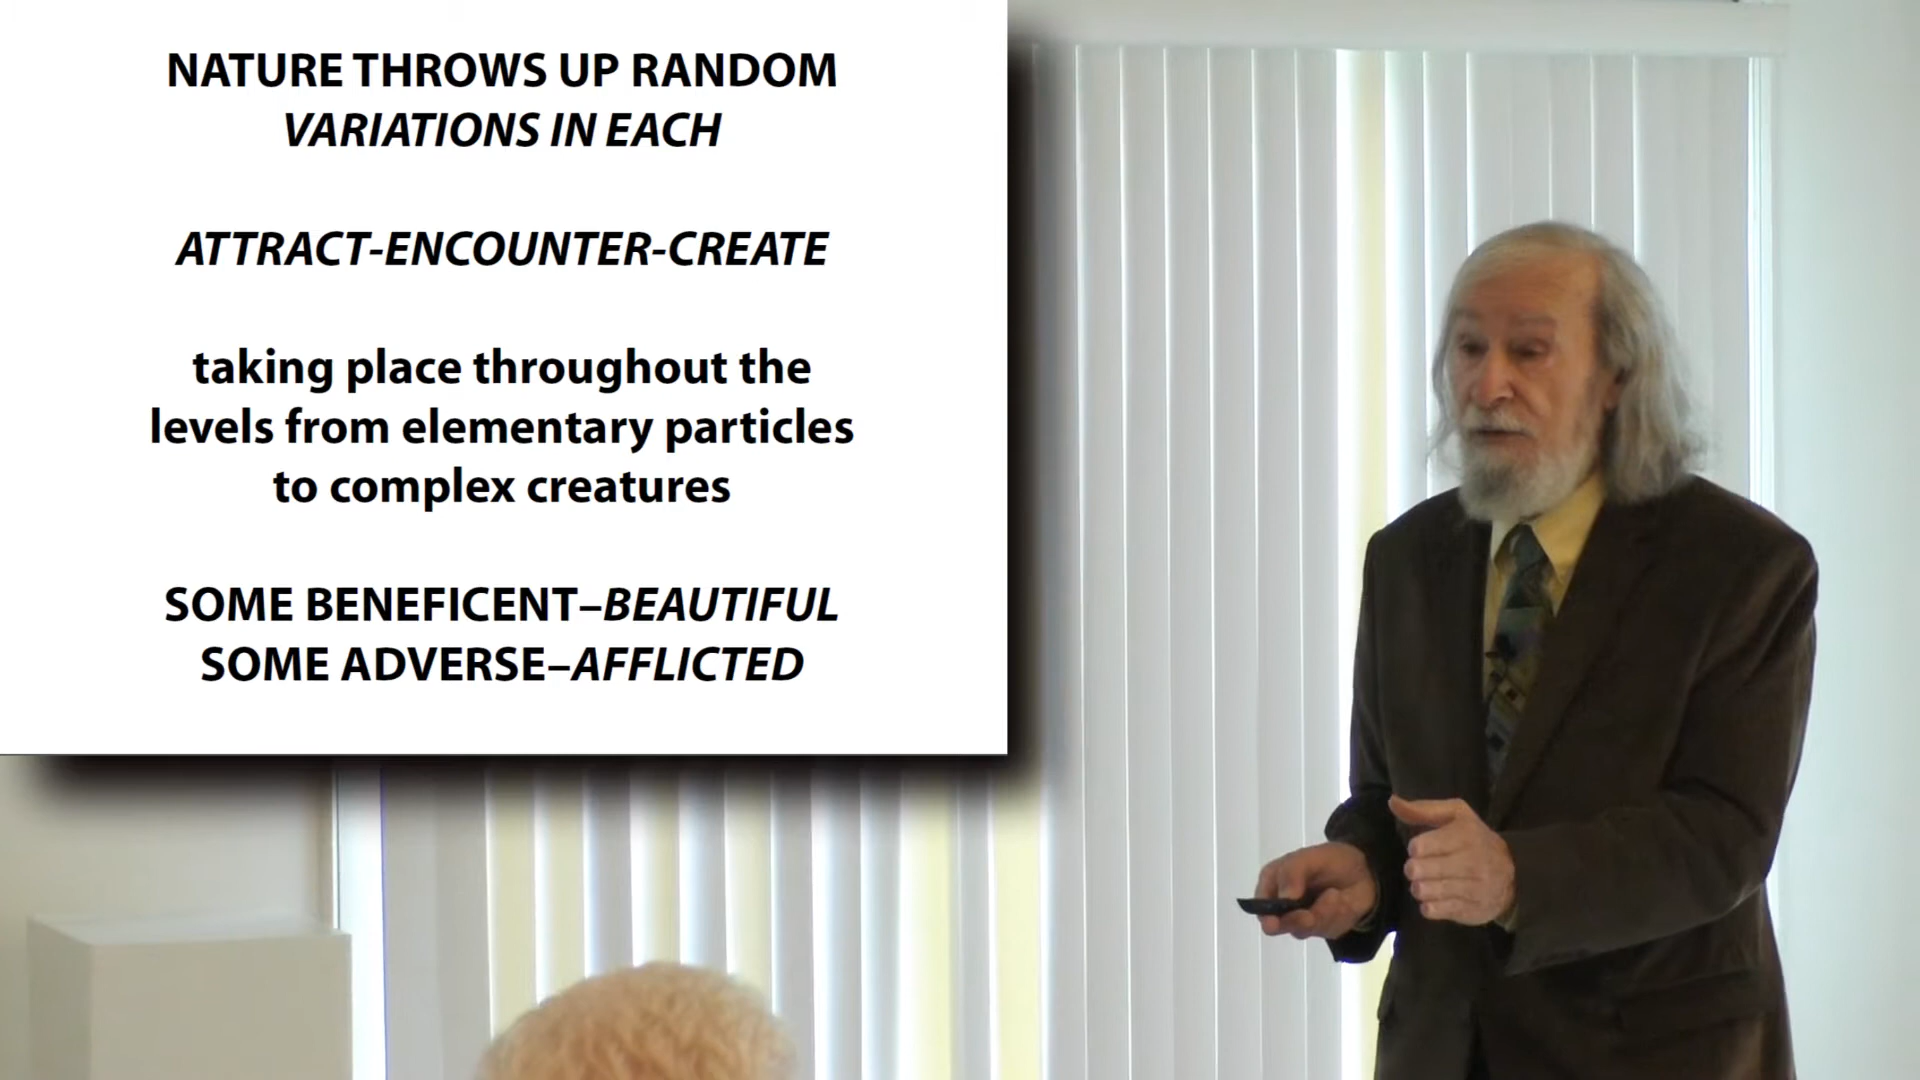 NATURE THROWS UP RANDOM
VARIATIONS IN EACH
ATTRACT-ENCOUNTER-CREATE
taking place throughout the
levels from elementary particles
to complex creatures
SOME BENEFICENT–BEAUTIFUL
SOME ADVERSE–AFFLICTED